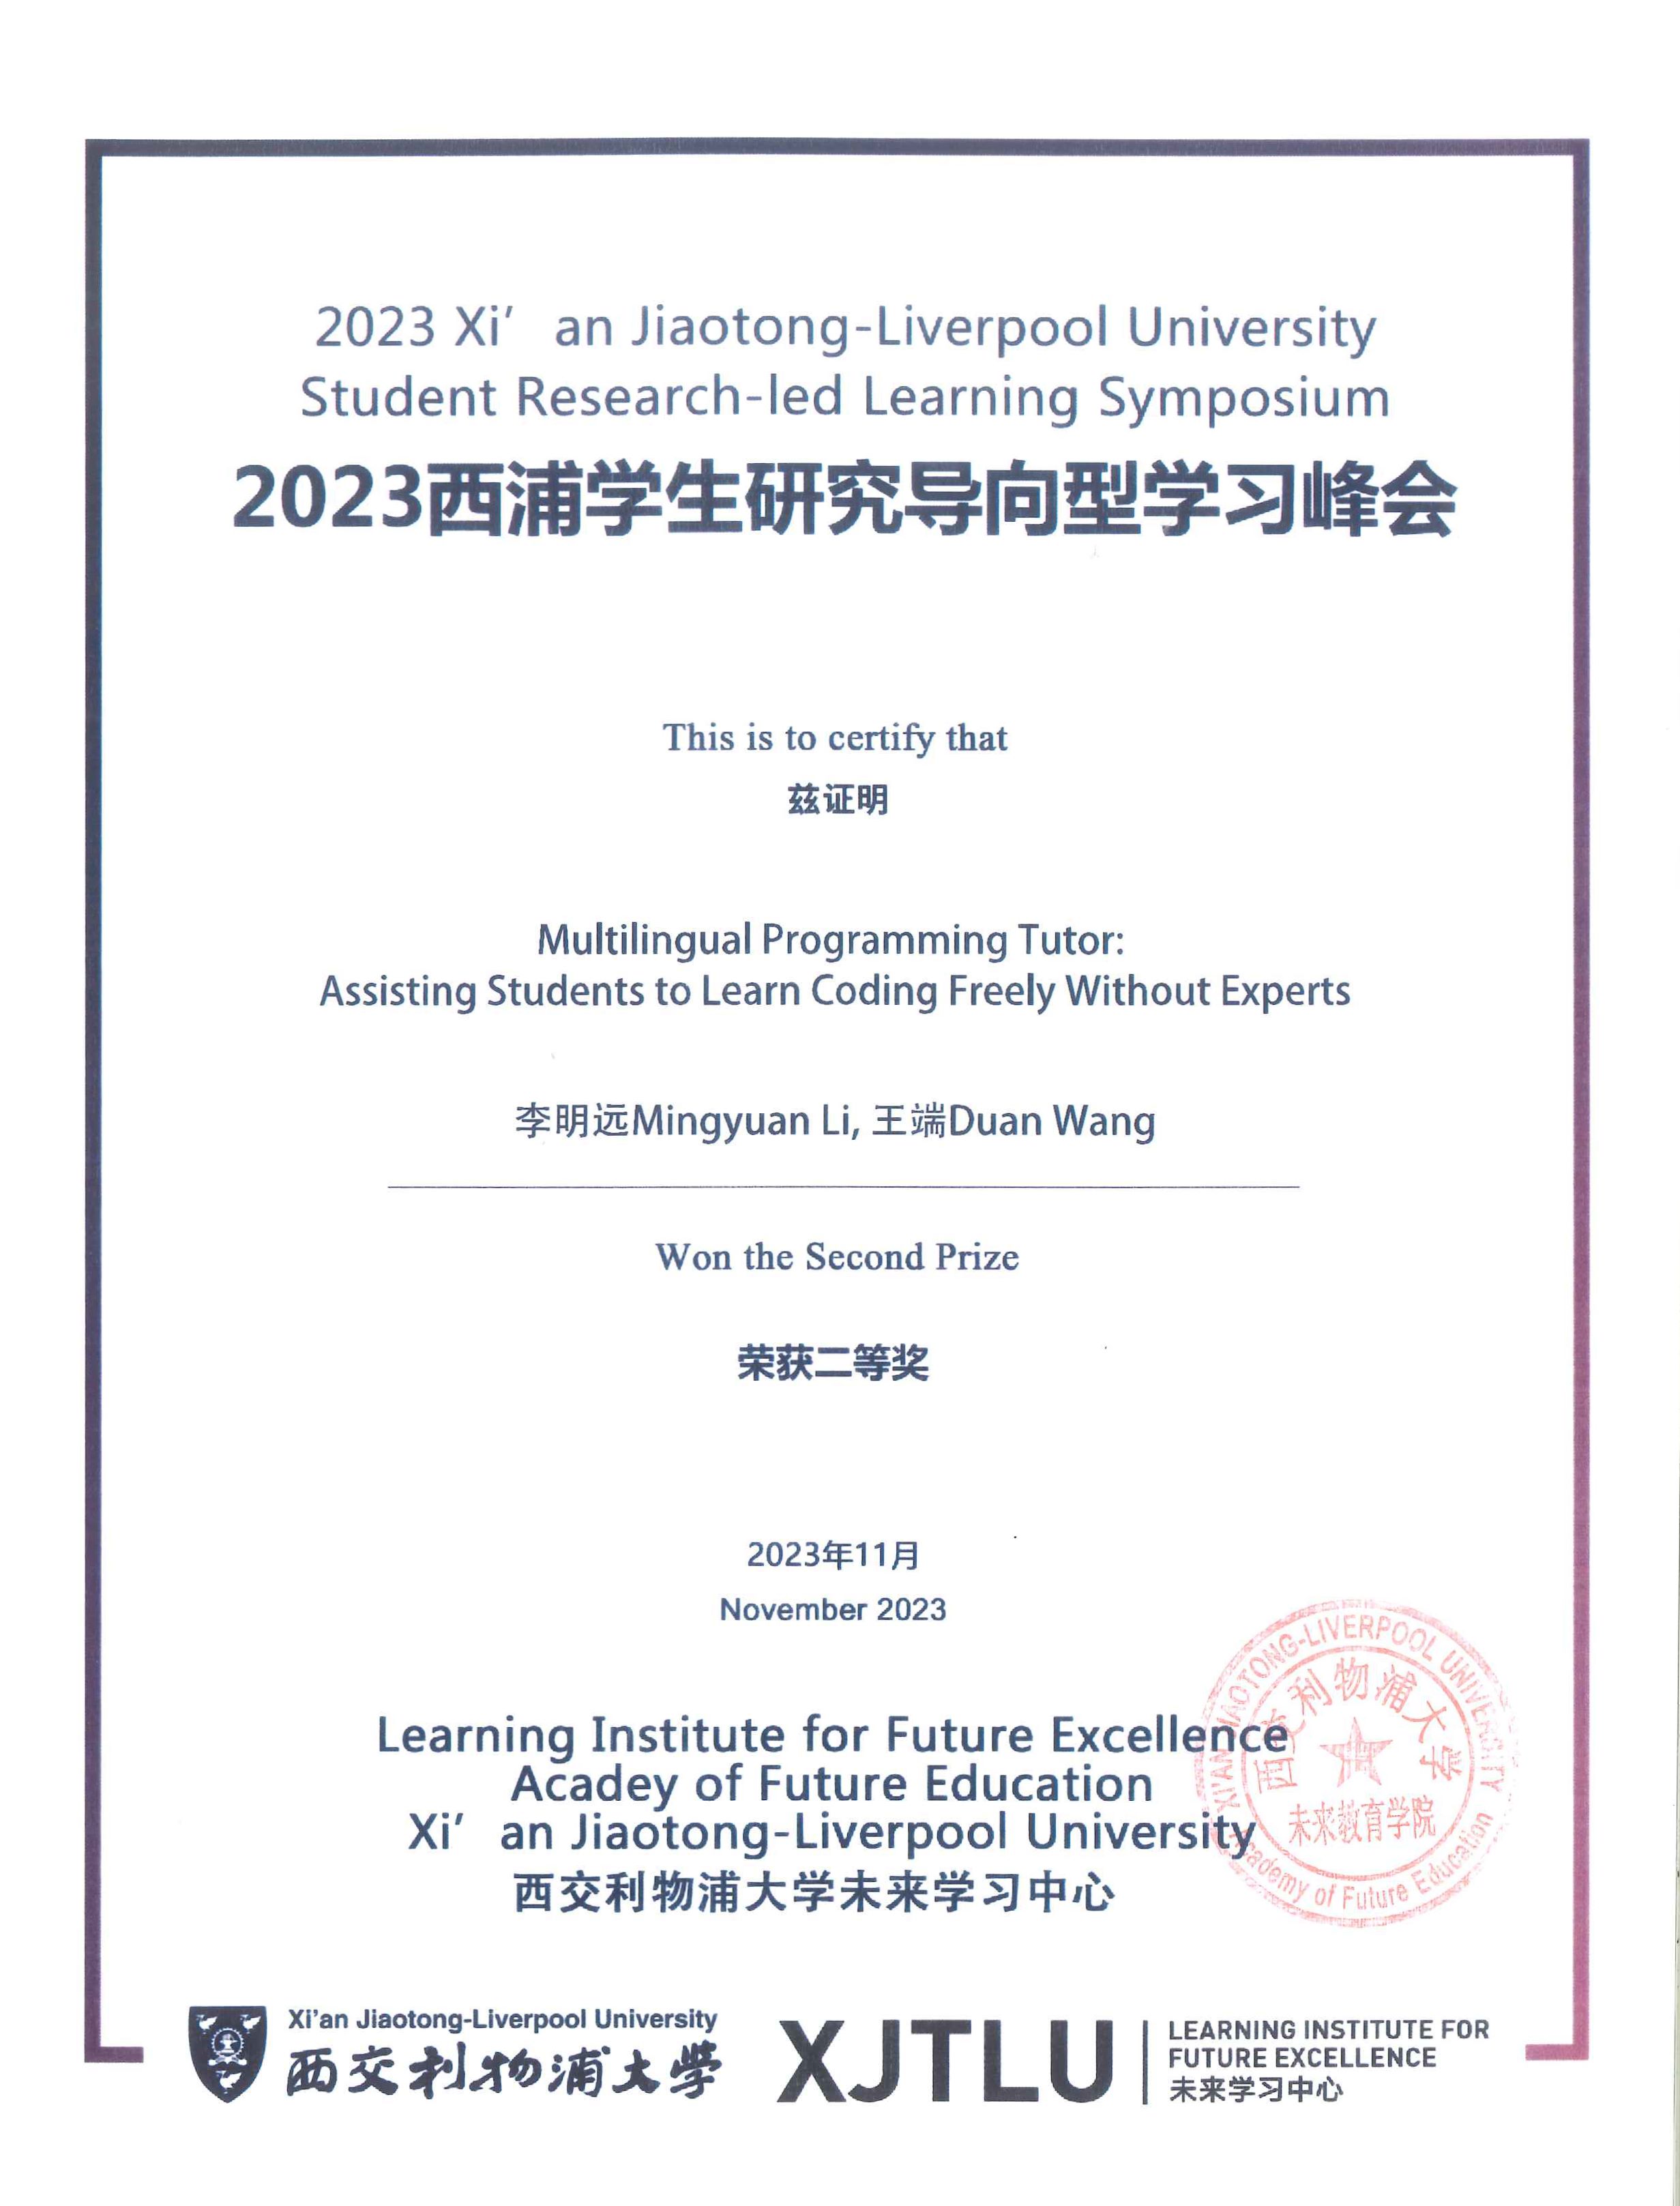 2023 Xi’an Jiaotong-Liverpool University
Student Research-led Learning Symposium
2023西浦学生研究导向型学习峰会
This is to certify that
兹证明
Multilingual Programming Tutor:
Assisting Students to Learn Coding Freely Without Experts
李明远Mingyuan Li, 王端Duan Wang
Won the Second Prize
荣获二等奖
2023年11月
November 2023
Learning Institute for Future Excellence
Acadey of Future Education
Xi’an Jiaotong-Liverpool University
西交利物浦大学未来学习中心
XI'AN JIAOTONG-LIVERPOOL UNIVERSITY
西交利物浦大学
未来教育学院
Academy of Future Education
Xi’an Jiaotong-Liverpool University
西交利物浦大学
XJTLU
LEARNING INSTITUTE FOR
FUTURE EXCELLENCE
未来学习中心